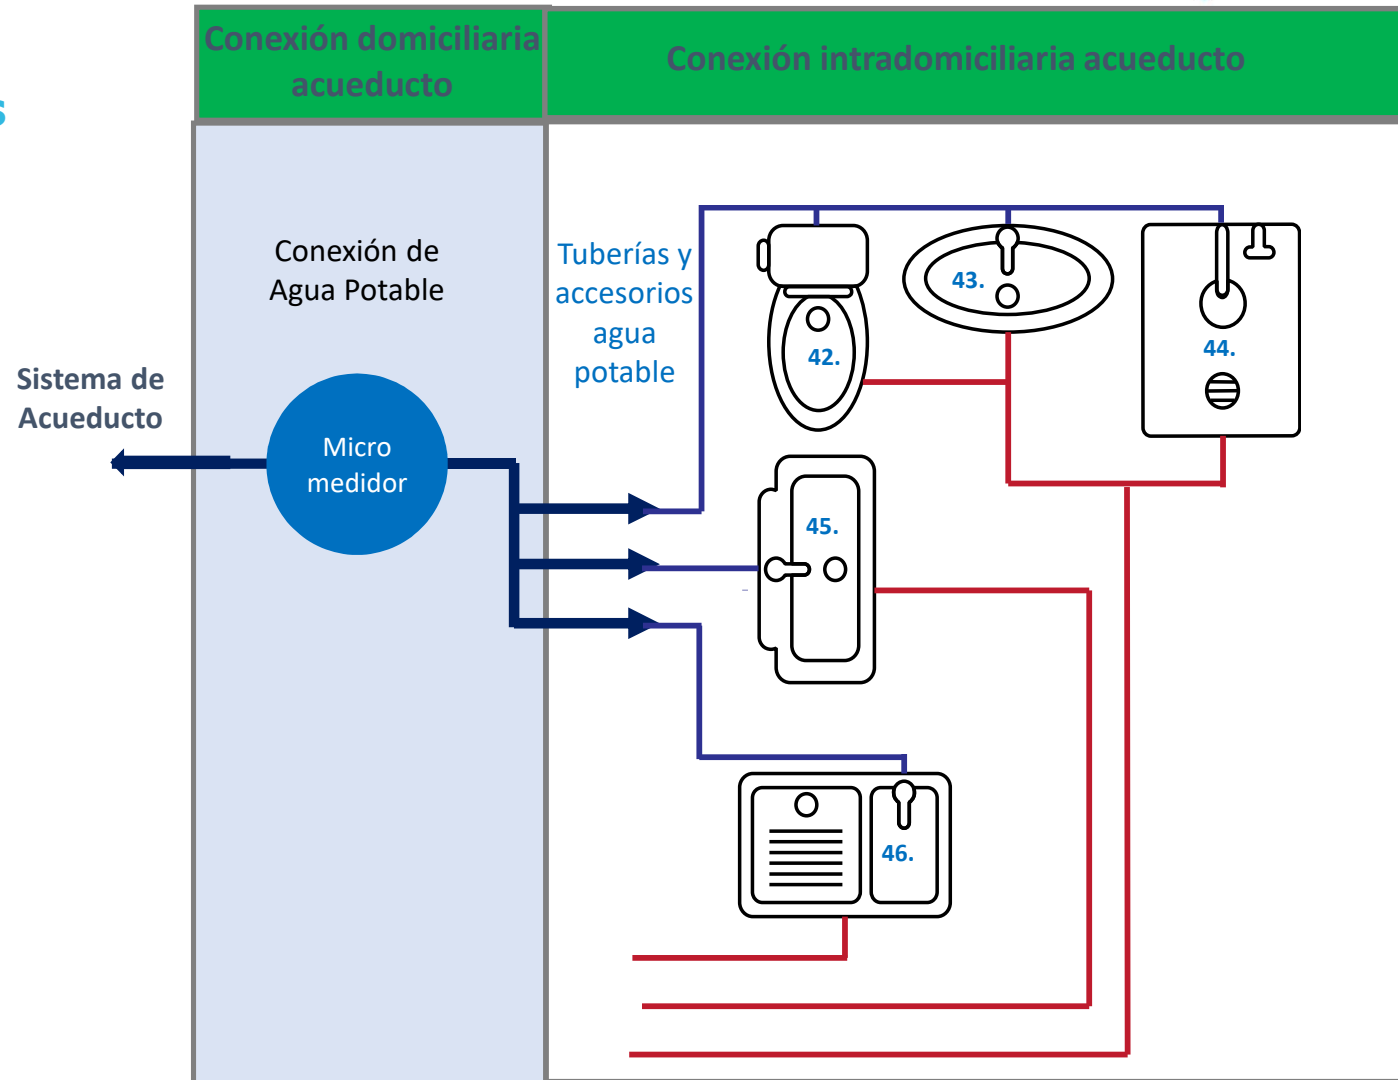 Conexión domiciliaria
acueducto
Conexión intradomiciliaria acueducto
s
Conexión de
Agua Potable
Tuberías y
accesorios
agua
potable
Sistema de
Acueducto
Micro
medidor
42.
43.
44.
45.
46.